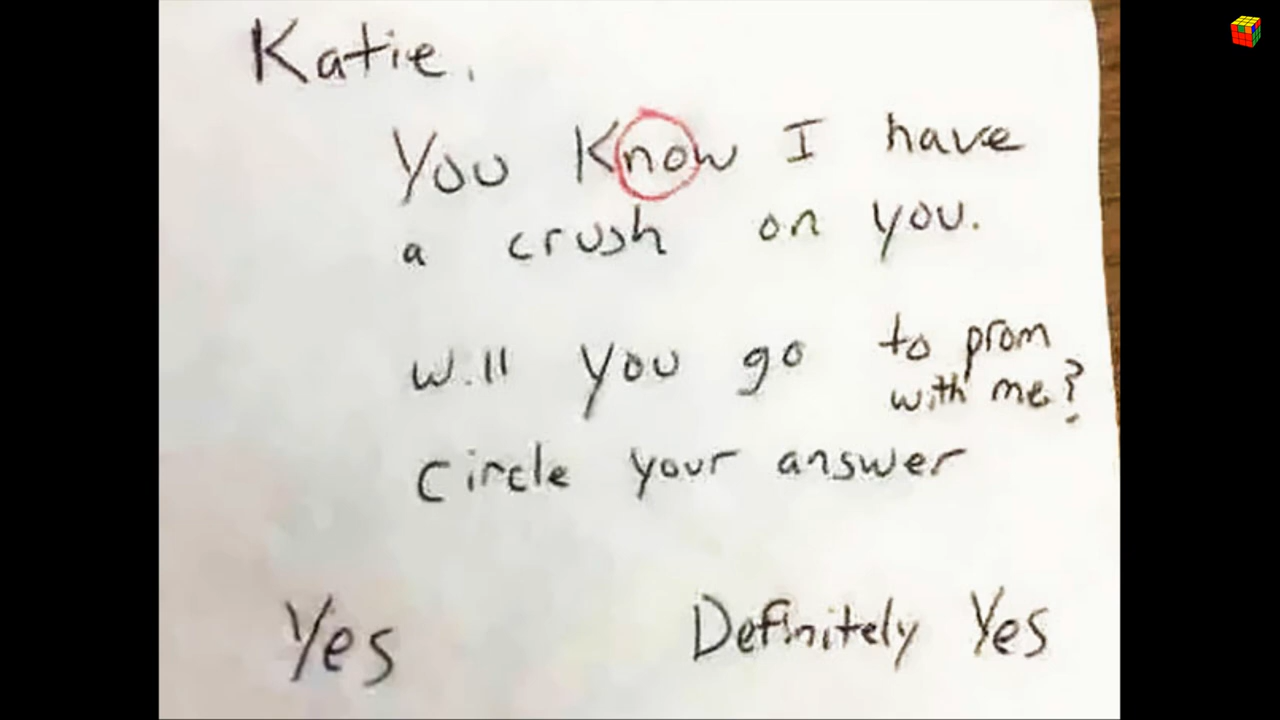 Katie.
You Know I have
a crush on you.
will you go to prom
with me?
Circle your answer
Yes Definitely Yes